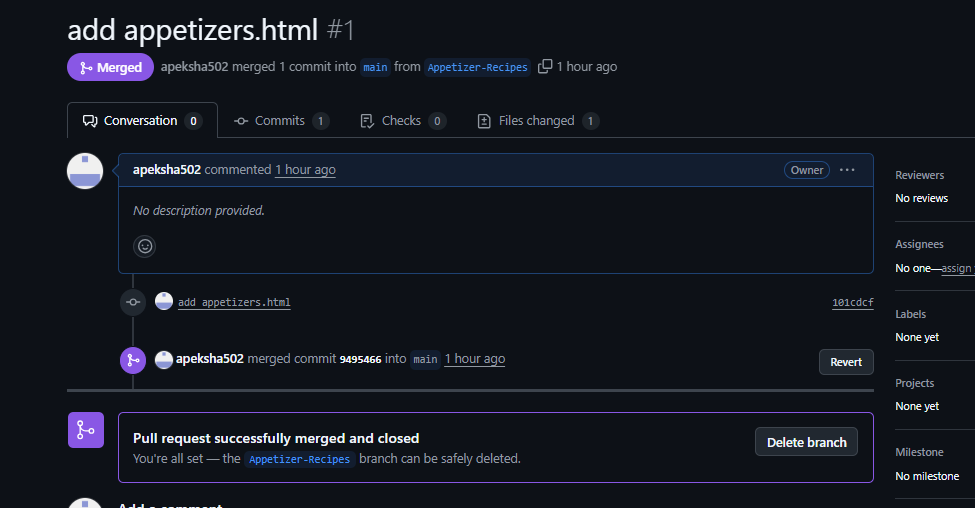 add appetizers.html #1
Merged apeksha502 merged 1 commit into main from Appetizer-Recipes 1 hour ago
Conversation 0 Commits 1 Checks 0 Files changed 1
apeksha502 commented 1 hour ago Owner
No description provided.
add appetizers.html 101cdcf
apeksha502 merged commit 9495466 into main 1 hour ago Revert
Pull request successfully merged and closed
You're all set — the Appetizer-Recipes branch can be safely deleted.
Delete branch
Add a comment
Reviewers
No reviews
Assignees
No one—assign
Labels
None yet
Projects
None yet
Milestone
No milestone